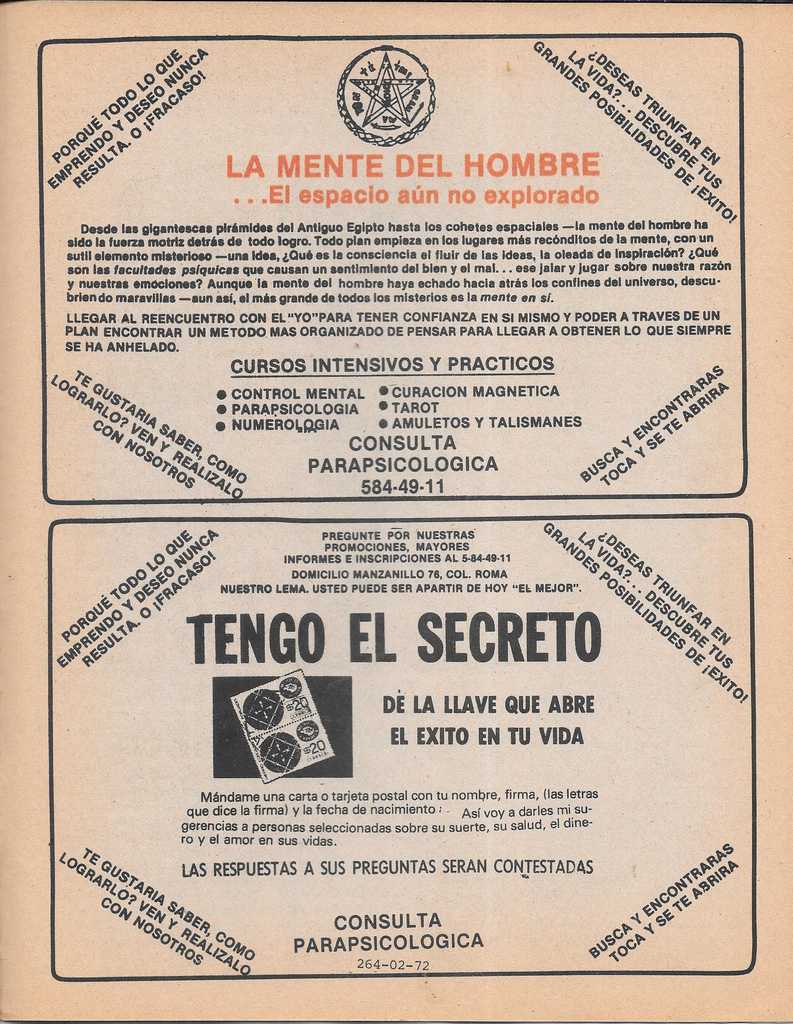 PORQUÉ TODO LO QUE
EMPRENDO Y DESEO NUNCA
RESULTA. O ¡FRACASO!
¿DESEAS TRIUNFAR EN
LA VIDA?... DESCUBRE TUS
GRANDES POSIBILIDADES DE ¡EXITO!
LA MENTE DEL HOMBRE
...El espacio aún no explorado
Desde las gigantescas pirámides del Antiguo Egipto hasta los cohetes espaciales —la mente del hombre ha
sido la fuerza motriz detrás de todo logro. Todo plan empieza en los lugares más recónditos de la mente, con un
sutil elemento misterioso —una idea, ¿Qué es la consciencia el fluir de las ideas, la oleada de inspiración? ¿Qué
son las facultades psíquicas que causan un sentimiento del bien y el mal... ese jalar y jugar sobre nuestra razón
y nuestras emociones? Aunque la mente del hombre haya echado hacia atrás los confines del universo, descu-
briendo maravillas —aun así, el más grande de todos los misterios es la mente en sí.
LLEGAR AL REENCUENTRO CON EL "YO" PARA TENER CONFIANZA EN SI MISMO Y PODER A TRAVES DE UN
PLAN ENCONTRAR UN METODO MAS ORGANIZADO DE PENSAR PARA LLEGAR A OBTENER LO QUE SIEMPRE
SE HA ANHELADO.
CURSOS INTENSIVOS Y PRACTICOS
● CONTROL MENTAL ● CURACION MAGNETICA
● PARAPSICOLOGIA ● TAROT
● NUMEROLOGIA ● AMULETOS Y TALISMANES
TE GUSTARIA SABER, COMO
LOGRARLO? VEN Y REALIZALO
CON NOSOTROS
CONSULTA
PARAPSICOLOGICA
584-49-11
BUSCA Y ENCONTRARAS
TOCA Y SE TE ABRIRA
PORQUÉ TODO LO QUE
EMPRENDO Y DESEO NUNCA
RESULTA. O ¡FRACASO!
PREGUNTE POR NUESTRAS
PROMOCIONES, MAYORES
INFORMES E INSCRIPCIONES AL 5-84-49-11
DOMICILIO MANZANILLO 76, COL. ROMA
NUESTRO LEMA. USTED PUEDE SER APARTIR DE HOY "EL MEJOR".
¿DESEAS TRIUNFAR EN
LA VIDA?... DESCUBRE TUS
GRANDES POSIBILIDADES DE ¡EXITO!
TENGO EL SECRETO
DE LA LLAVE QUE ABRE
EL EXITO EN TU VIDA
$20
$20
Mándame una carta o tarjeta postal con tu nombre, firma, (las letras
que dice la firma) y la fecha de nacimiento : . Así voy a darles mi su-
gerencias a personas seleccionadas sobre su suerte, su salud, el dine-
ro y el amor en sus vidas.
LAS RESPUESTAS A SUS PREGUNTAS SERAN CONTESTADAS
TE GUSTARIA SABER, COMO
LOGRARLO? VEN Y REALIZALO
CON NOSOTROS
CONSULTA
PARAPSICOLOGICA
264-02-72
BUSCA Y ENCONTRARAS
TOCA Y SE TE ABRIRA